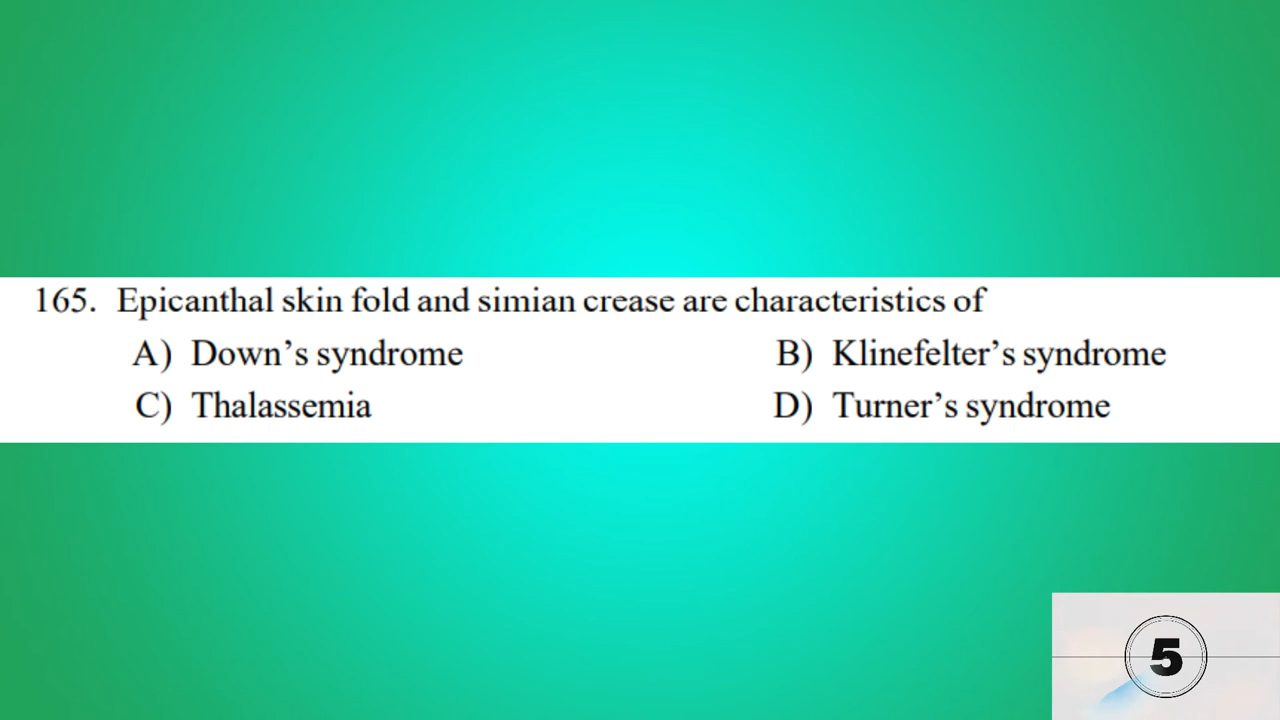 165. Epicanthal skin fold and simian crease are characteristics of
A) Down’s syndrome B) Klinefelter’s syndrome
C) Thalassemia D) Turner’s syndrome
5